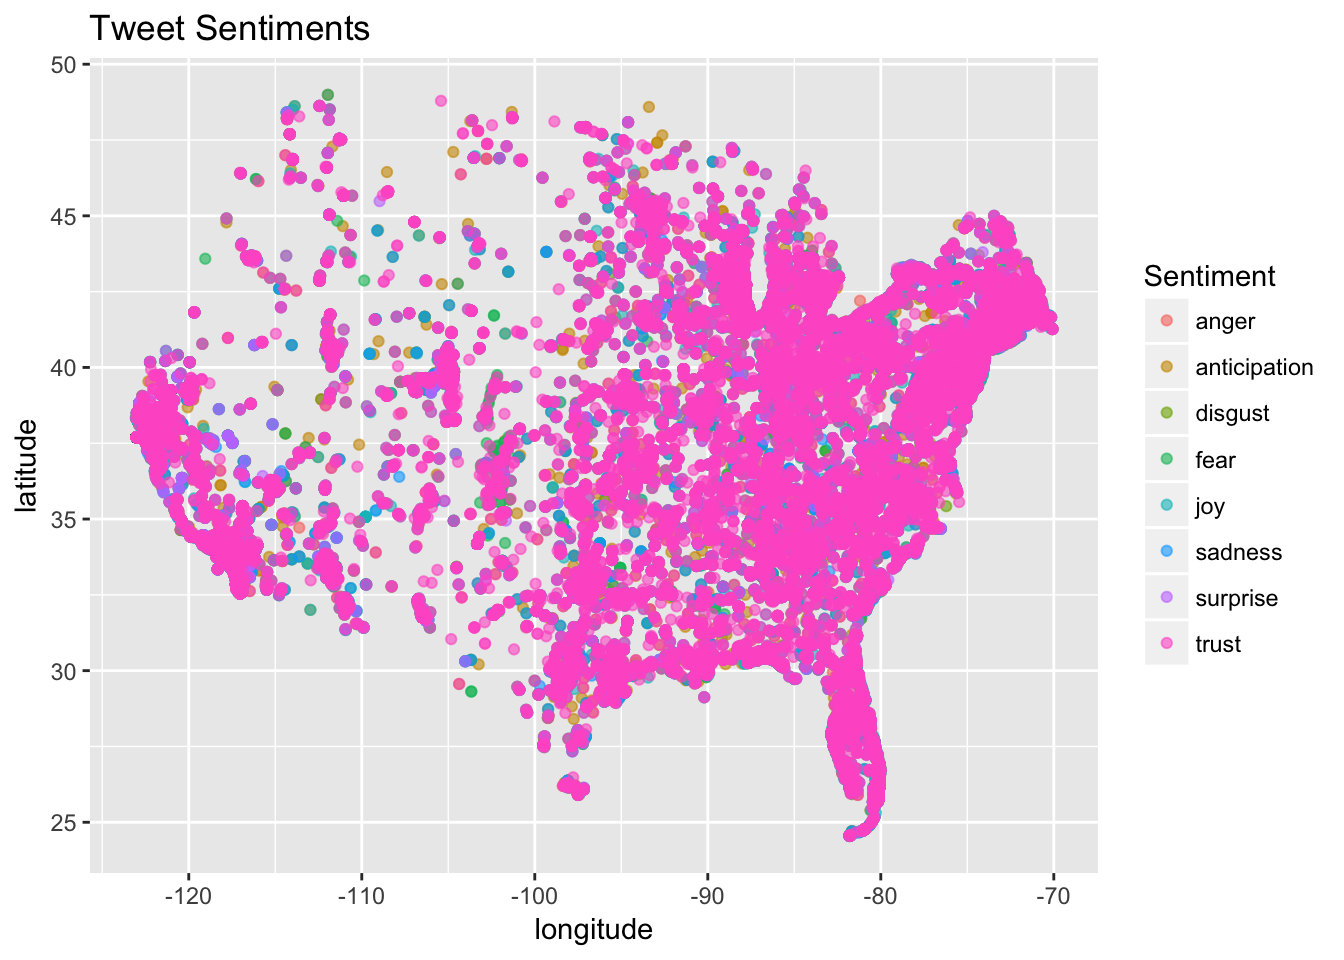 Tweet Sentiments
50
45
40
35
30
25
latitude
-120 -110 -100 -90 -80 -70
longitude
Sentiment
anger
anticipation
disgust
fear
joy
sadness
surprise
trust